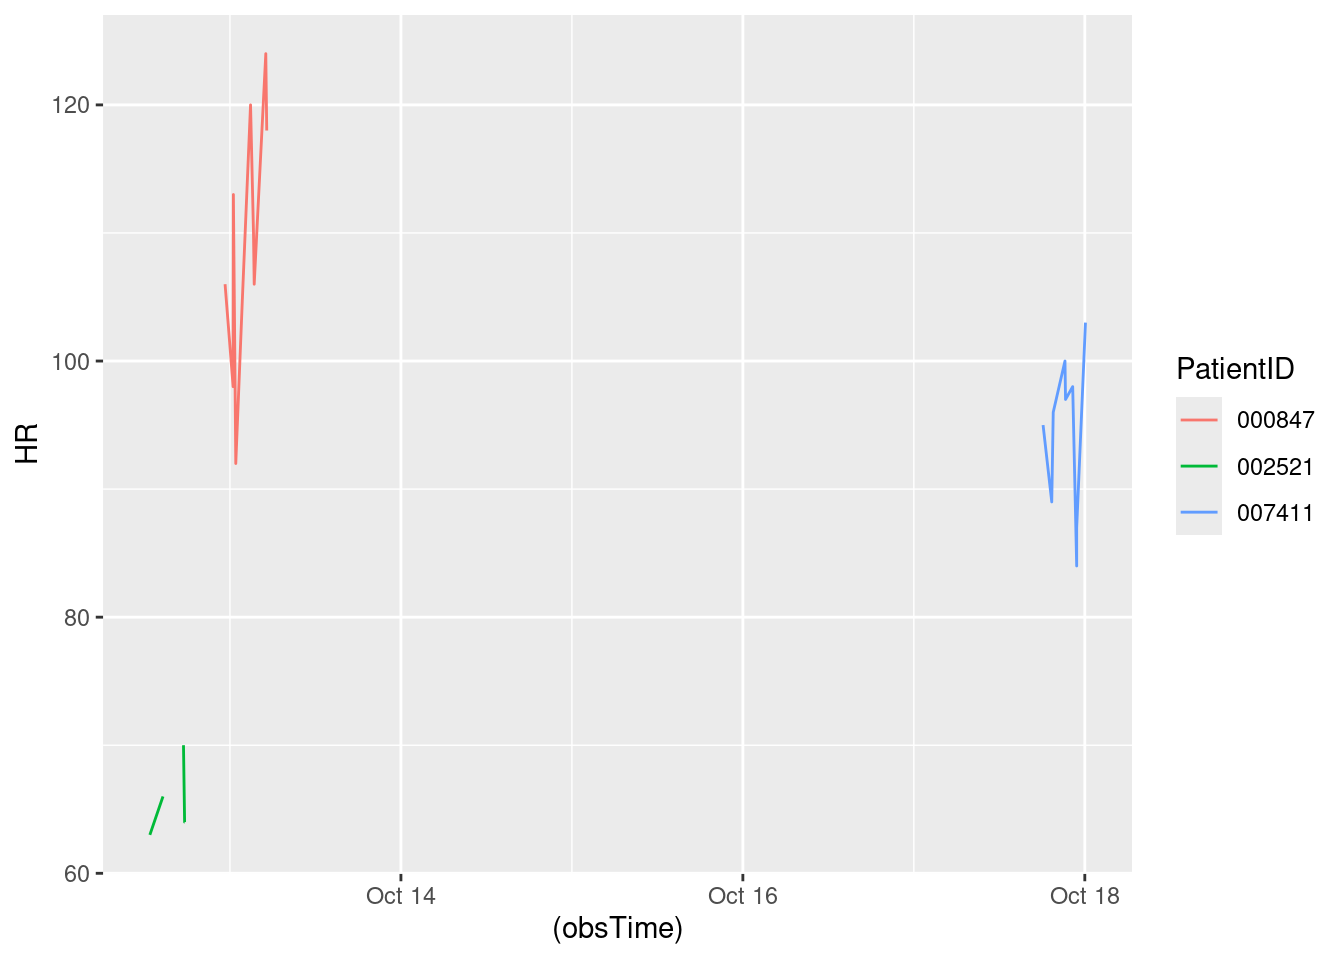 120
100
80
60
HR
Oct 14
Oct 16
Oct 18
(obsTime)
PatientID
000847
002521
007411